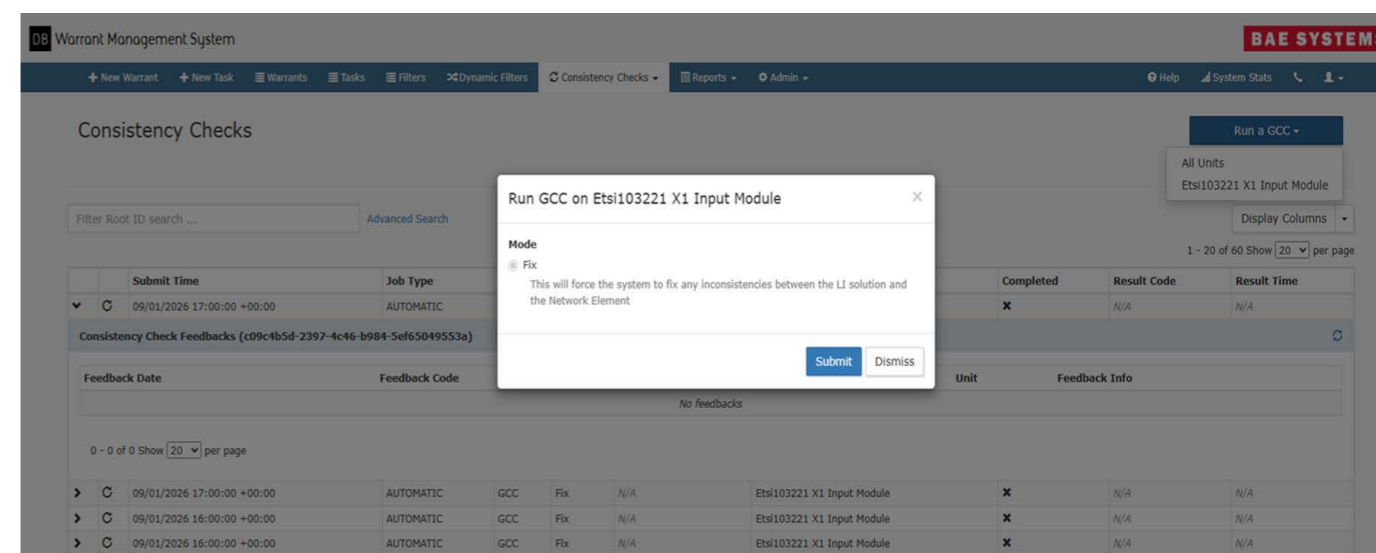 DB Warrant Management System
BAE SYSTEMS
New Warrant New Task Warrants Tasks Filters Dynamic Filters Consistency Checks Reports Admin Help System Stats
Consistency Checks
Run a GCC
All Units
Etsi103221 X1 Input Module
Run GCC on Etsi103221 X1 Input Module ×
Filter Root ID search ... Advanced Search
Display Columns
Mode
Fix
This will force the system to fix any inconsistencies between the LI solution and
the Network Element
Submit Dismiss
1 - 20 of 60 Show 20 per page
Submit Time Job Type Completed Result Code Result Time
09/01/2026 17:00:00 +00:00 AUTOMATIC N/A N/A
Consistency Check Feedbacks (c09c4b5d-2397-4c46-b984-5ef65049553a)
Feedback Date Feedback Code Unit Feedback Info
No feedbacks
0 - 0 of 0 Show 20 per page
09/01/2026 17:00:00 +00:00 AUTOMATIC GCC Fix N/A Etsi103221 X1 Input Module N/A N/A
09/01/2026 16:00:00 +00:00 AUTOMATIC GCC Fix N/A Etsi103221 X1 Input Module N/A N/A
09/01/2026 16:00:00 +00:00 AUTOMATIC GCC Fix N/A Etsi103221 X1 Input Module N/A N/A